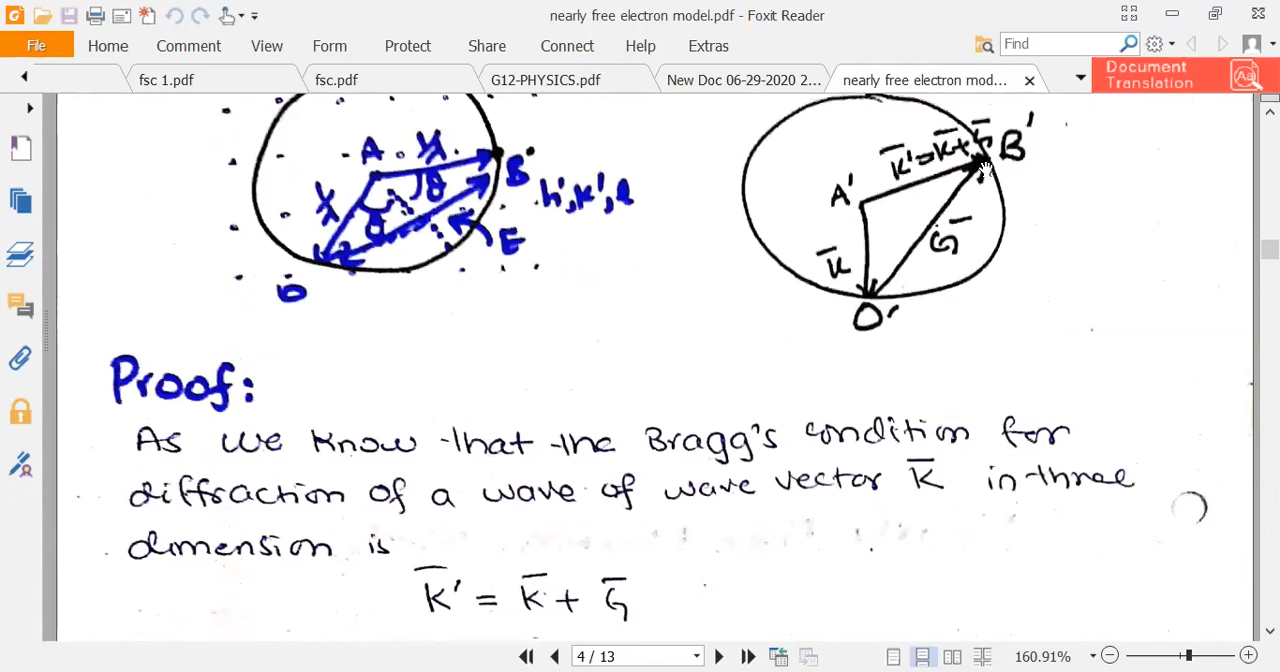 nearly free electron model.pdf - Foxit Reader
File
Home
Comment
View
Form
Protect
Share
Connect
Help
Extras
Find
fsc 1.pdf
fsc.pdf
G12-PHYSICS.pdf
New Doc 06-29-2020 2...
nearly free electron mod...
Document
Translation
A
1/λ
B
1/λ
θ
θ
E
h', k', l
O
K̅' = K̅ + G̅
B'
A'
K̅
G̅
O'
Proof:
As we know that the Bragg's condition for
diffraction of a wave of wave vector K̅ in three
dimension is
K̅' = K̅ + G̅
4 / 13
160.91%